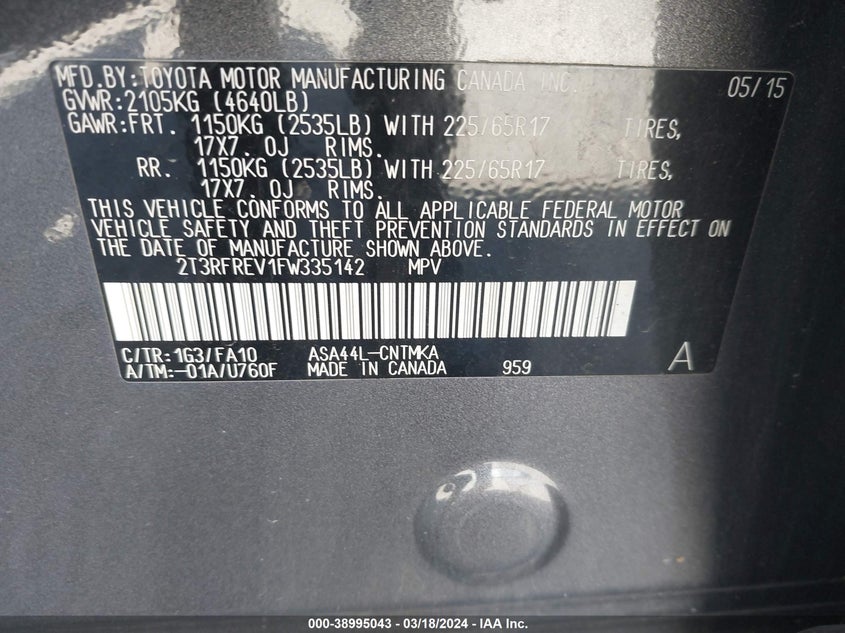 MFD.BY:TOYOTA MOTOR MANUFACTURING CANADA INC. 05/15
GVWR:2105KG (4640LB)
GAWR:FRT. 1150KG (2535LB) WITH 225/65R17 TIRES,
17X7.0J RIMS.
RR. 1150KG (2535LB) WITH 225/65R17 TIRES,
17X7.0J RIMS.
THIS VEHICLE CONFORMS TO ALL APPLICABLE FEDERAL MOTOR
VEHICLE SAFETY AND THEFT PREVENTION STANDARDS IN EFFECT ON
THE DATE OF MANUFACTURE SHOWN ABOVE.
2T3RFREV1FW335142 MPV
C/TR:1G3/FA10 ASA44L-CNTMKA
A/TM:-01A/U760F MADE IN CANADA 959 A
000-38995043 - 03/18/2024 - IAA Inc.